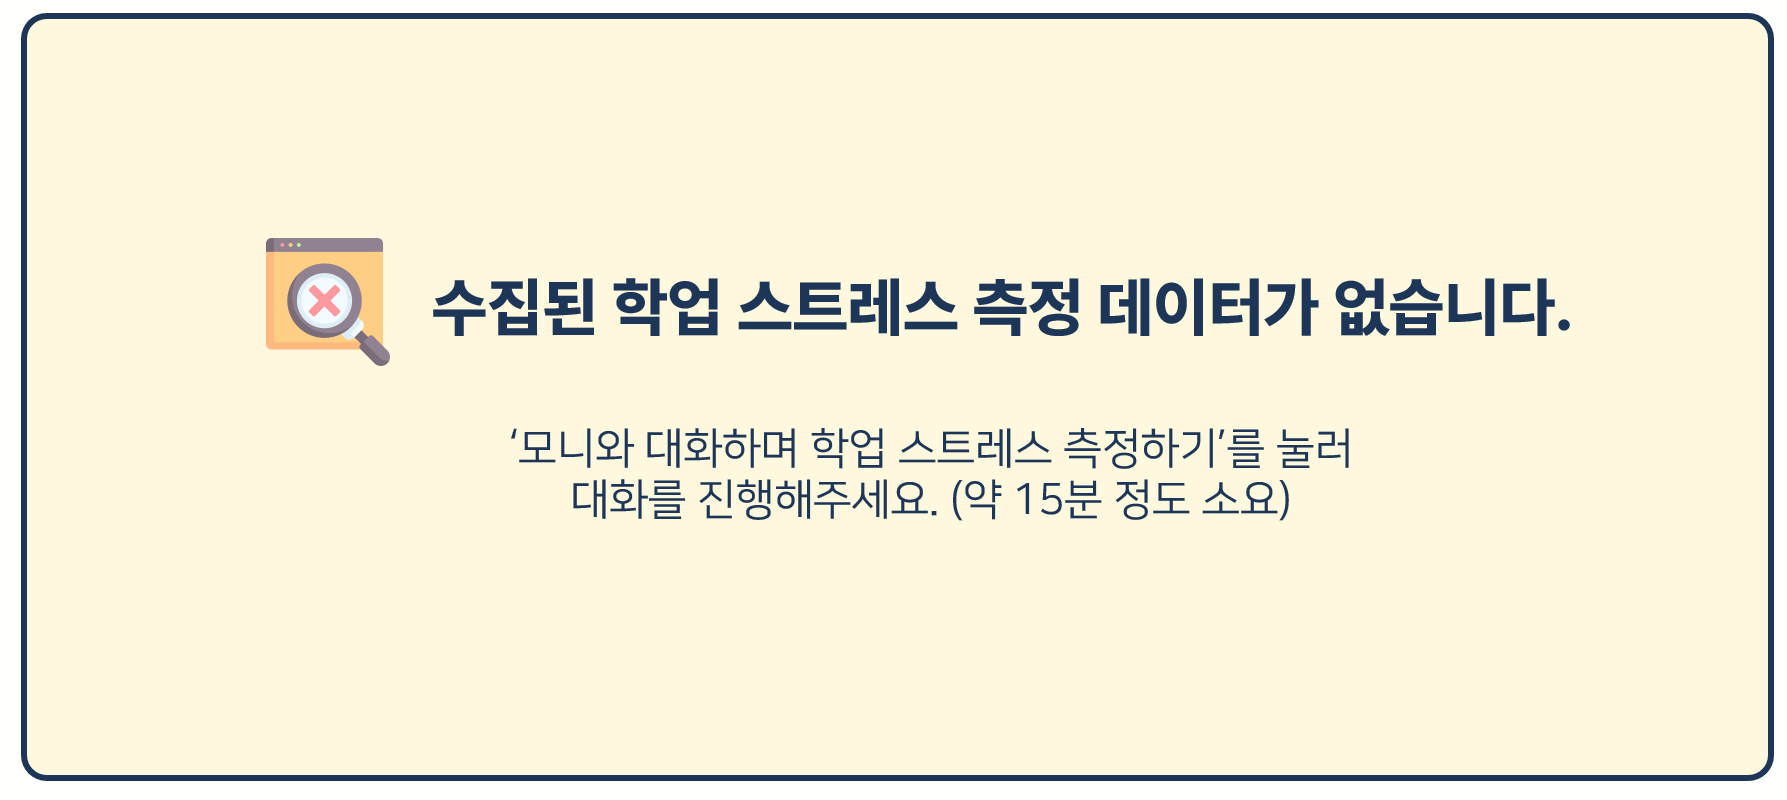 수집된 학업 스트레스 측정 데이터가 없습니다.
‘모니와 대화하며 학업 스트레스 측정하기’를 눌러
대화를 진행해주세요. (약 15분 정도 소요)